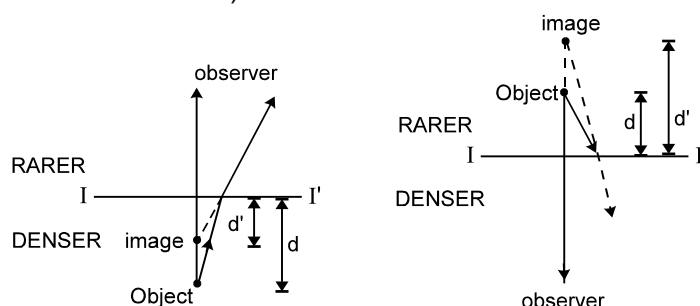 observer
RARER
I I'
DENSER
image
d'
d
Object
image
Object
RARER
d
d'
I
DENSER
observer